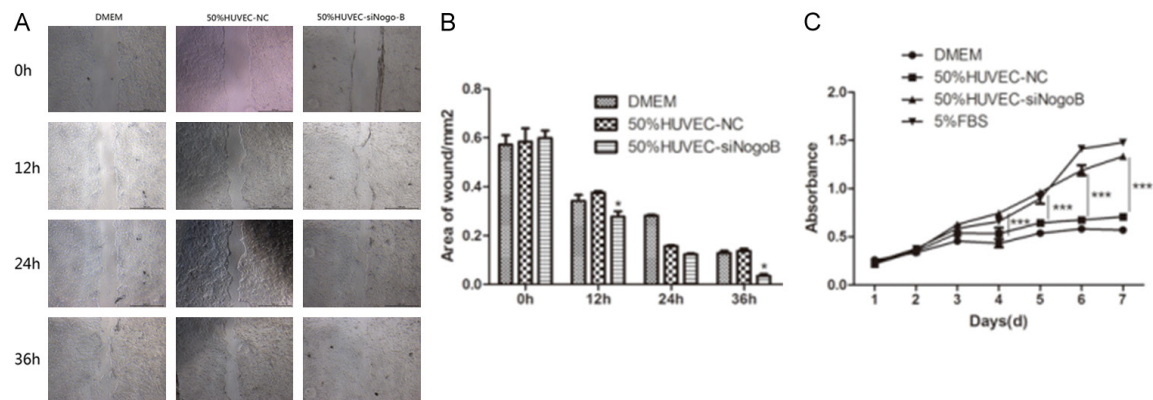 A
DMEM 50%HUVEC-NC 50%HUVEC-siNogo-B
0h
12h
24h
36h
B
DMEM
50%HUVEC-NC
50%HUVEC-siNogoB
Area of wound/mm2
0.8
0.6
0.4
0.2
0.0
* *
0h 12h 24h 36h
C
DMEM
50%HUVEC-NC
50%HUVEC-siNogoB
5%FBS
Absorbance
2.0
1.5
1.0
0.5
0.0
*** *** *** ***
1 2 3 4 5 6 7
Days(d)